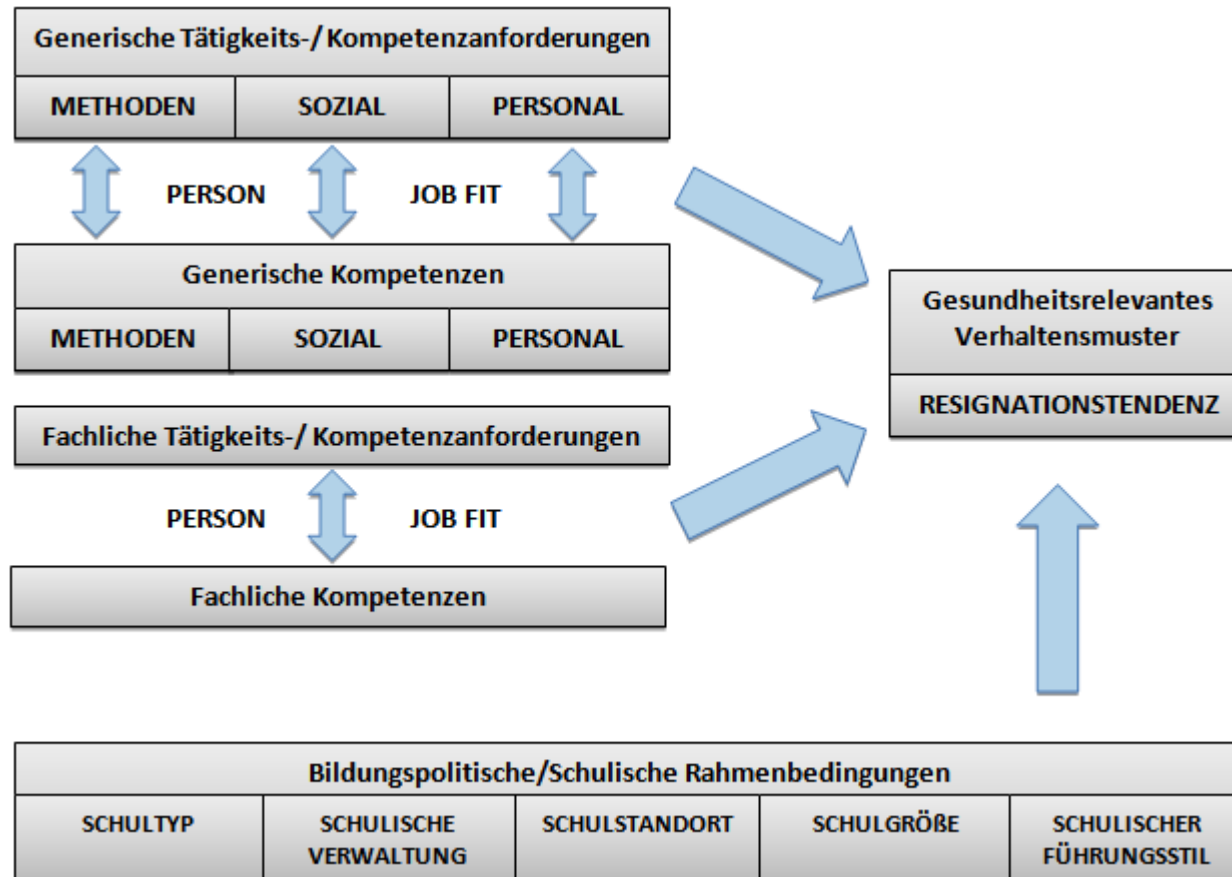 Generische Tätigkeits-/ Kompetenzanforderungen
METHODEN SOZIAL PERSONAL
PERSON JOB FIT
Generische Kompetenzen
METHODEN SOZIAL PERSONAL
Fachliche Tätigkeits-/ Kompetenzanforderungen
PERSON JOB FIT
Fachliche Kompetenzen
Gesundheitsrelevantes
Verhaltensmuster
RESIGNATIONSTENDENZ
Bildungspolitische/Schulische Rahmenbedingungen
SCHULTYP
SCHULISCHE
VERWALTUNG
SCHULSTANDORT
SCHULGRÖßE
SCHULISCHER
FÜHRUNGSSTIL